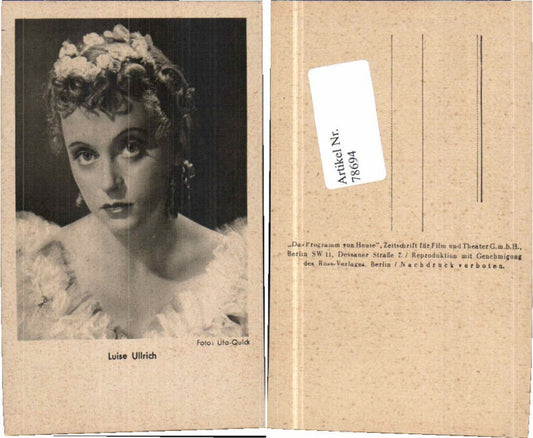 Foto: Ufa-Quick
Luise Ullrich
Artikel Nr.
78694
„Das Programm von Heute", Zeitschrift für Film und Theater G.m.b.H.,
Berlin SW 11, Dessauer Straße 7. / Reproduktion mit Genehmigung
des Ross-Verlages, Berlin / Nachdruck verboten.